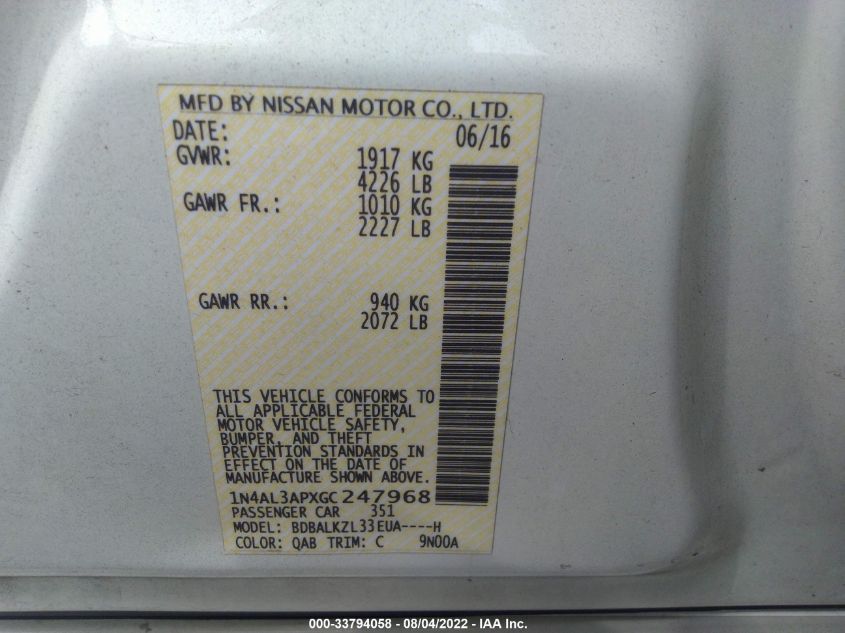 MFD BY NISSAN MOTOR CO., LTD.
DATE: 06/16
GVWR: 1917 KG
4226 LB
GAWR FR.: 1010 KG
2227 LB
GAWR RR.: 940 KG
2072 LB
THIS VEHICLE CONFORMS TO
ALL APPLICABLE FEDERAL
MOTOR VEHICLE SAFETY,
BUMPER, AND THEFT
PREVENTION STANDARDS IN
EFFECT ON THE DATE OF
MANUFACTURE SHOWN ABOVE.
1N4AL3APXGC247968
PASSENGER CAR 351
MODEL: BDBALKZL33EUA----H
COLOR: QAB TRIM: C 9N00A
000-33794058 - 08/04/2022 - IAA Inc.